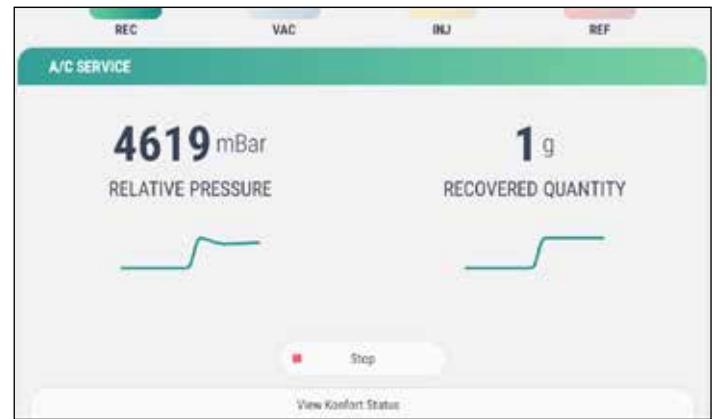 REC VAC INJ REF
A/C SERVICE
4619 mBar 1 g
RELATIVE PRESSURE RECOVERED QUANTITY
Stop
View Konfort Status